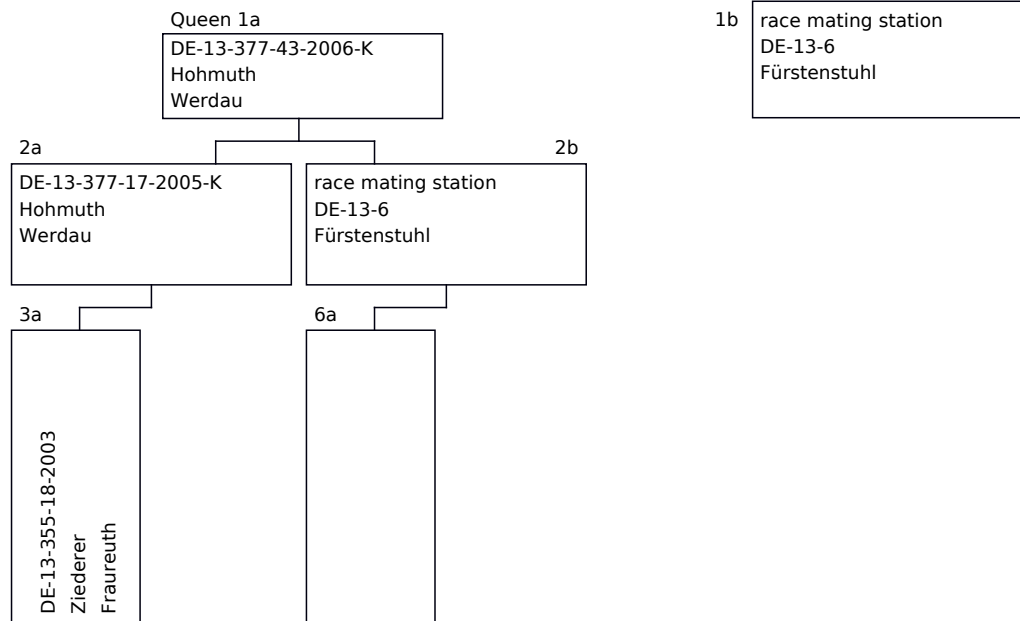 Queen 1a
DE-13-377-43-2006-K
Hohmuth
Werdau
1b
race mating station
DE-13-6
Fürstenstuhl
2a
DE-13-377-17-2005-K
Hohmuth
Werdau
2b
race mating station
DE-13-6
Fürstenstuhl
3a
DE-13-355-18-2003
Ziederer
Fraureuth
6a